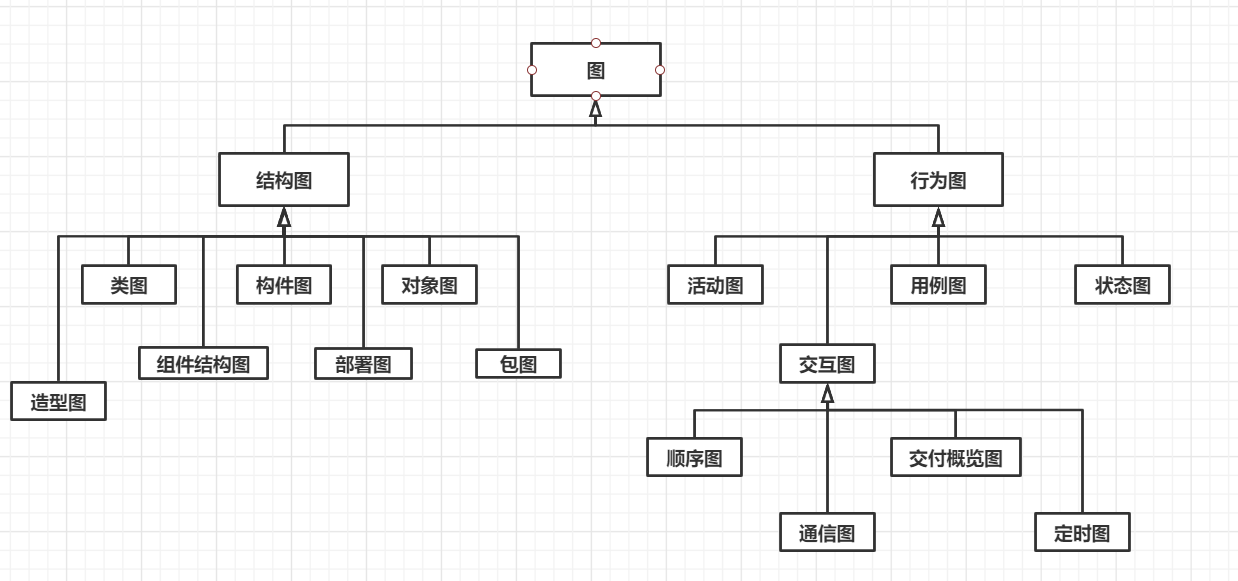 图
结构图
行为图
类图
构件图
对象图
活动图
用例图
状态图
组件结构图
部署图
包图
交互图
造型图
顺序图
交付概览图
通信图
定时图